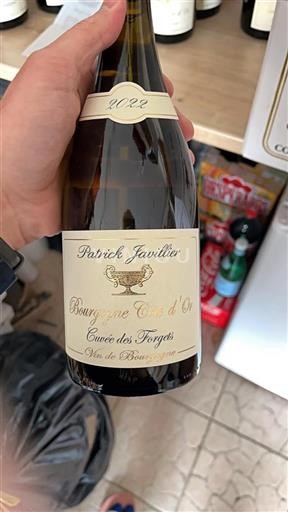 2022
Patrick Javillier
Bourgogne Côte d'Or
Cuvée des Forgets
Vin de Bourgogne